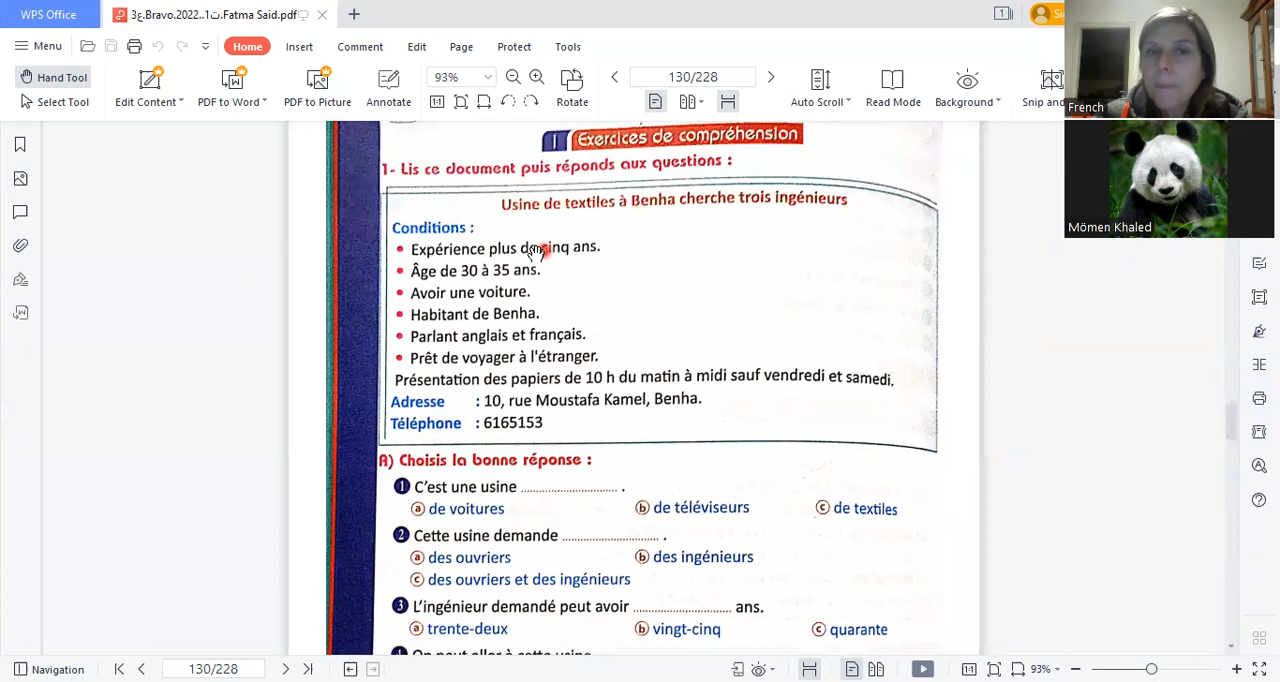 WPS Office
3ع.Bravo.2022..1ت.Fatma Said.pdf
1
Menu
Home
Insert
Comment
Edit
Page
Protect
Tools
Hand Tool
Select Tool
Edit Content
PDF to Word
PDF to Picture
Annotate
93%
Rotate
130/228
Auto Scroll
Read Mode
Background
Snip and
French
Mömen Khaled
I Exercices de compréhension
1- Lis ce document puis réponds aux questions :
Usine de textiles à Benha cherche trois ingénieurs
Conditions :
• Expérience plus de cinq ans.
• Âge de 30 à 35 ans.
• Avoir une voiture.
• Habitant de Benha.
• Parlant anglais et français.
• Prêt de voyager à l'étranger.
Présentation des papiers de 10 h du matin à midi sauf vendredi et samedi.
Adresse : 10, rue Moustafa Kamel, Benha.
Téléphone : 6165153
A) Choisis la bonne réponse :
1 C'est une usine .......................... .
a de voitures b de téléviseurs c de textiles
2 Cette usine demande .......................... .
a des ouvriers b des ingénieurs
c des ouvriers et des ingénieurs
3 L'ingénieur demandé peut avoir .......................... ans.
a trente-deux b vingt-cinq c quarante
4 On peut aller à cette usine
Navigation
130/228
93%